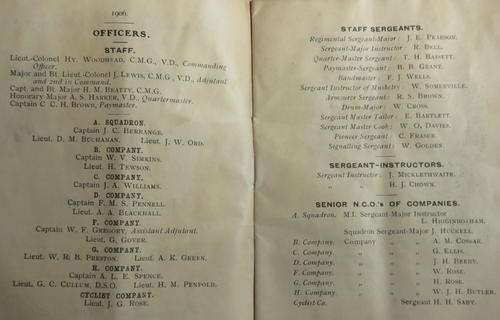 1906.
OFFICERS.
STAFF.
Lieut.-Colonel HY. WOODHEAD, C.M.G., V.D., Commanding
Officer.
Major and Bt. Lieut.-Colonel J. LEWIS, C.M.G., V.D., Adjutant
and 2nd in Command.
Capt. and Bt. Major H. M. BEATTY, C.M.G.
Honorary Major A. S. HARKER, V.D., Quartermaster.
Captain C. C. H. BROWN, Paymaster.
A. SQUADRON.
Captain J. C. BERRANGE.
Lieut. D. M. BUCHANAN. Lieut. J. W. ORD.
B. COMPANY.
Captain W. V. SIMKINS.
Lieut. H. TEWSON.
C. COMPANY.
Captain J. A. WILLIAMS.
D. COMPANY.
Captain F. M. S. PENNELL.
Lieut. A. A. BLACKHALL.
F. COMPANY.
Captain W. F. GREGORY, Assistant Adjutant.
Lieut. G. GOVER.
G. COMPANY.
Lieut. W. R. B. PRESTON. Lieut. A. K. GREEN.
H. COMPANY.
Captain A. L. E. SPENCE.
Lieut. G. C. CULLUM, D.S.O. Lieut. H. M. PENFOLD.
CYCLIST COMPANY.
Lieut. J. G. ROSE.
STAFF SERGEANTS.
Regimental Sergeant-Major : J. E. PEARSON.
Sergeant-Major Instructor : R. BELL.
Quarter-Master Sergeant : T. H. BASSETT.
Paymaster-Sergeant : B. B. GRANT.
Bandmaster : F. J. WELLS.
Sergeant Instructor of Musketry : W. SOMERVILLE.
Armourer Sergeant : R. S. BROWN.
Drum-Major : W. CROSS.
Sergeant Master Tailor : E. BARTLETT.
Sergeant Master Cook : W. O. DAVIES.
Pioneer Sergeant : C. FRASER.
Signalling Sergeant : W. GOLDEN.
SERGEANT-INSTRUCTORS.
Sergeant Instructor : J. MICKLETHWAITE.
" " H. J. CROWN.
SENIOR N.C.O.'s OF COMPANIES.
A. Squadron. M.I. Sergeant-Major Instructor
L.
Squadron Sergeant-Major J. HUCKELL.
B. Company. Company " " A. M. COSSAR.
C. Company. " " " G. ELLIS.
D. Company. " " " J. H. BERRY.
F. Company. " " " W. ROSE.
G. Company. " " " H. ROSE.
H. Company. " " " W. J. H. BUTLER.
Cyclist Co. Sergeant H. H. SABY.